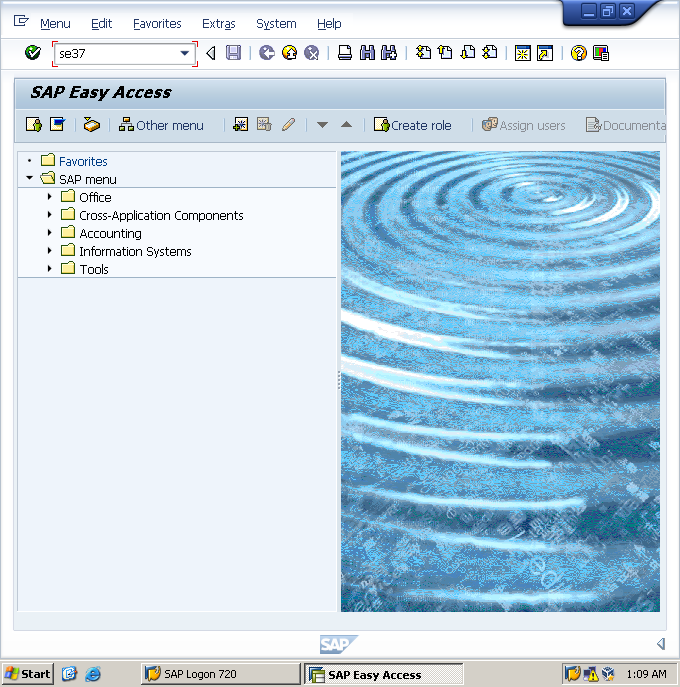 Menu Edit Favorites Extras System Help
se37
SAP Easy Access
Other menu Create role Assign users Documenta
Favorites
SAP menu
Office
Cross-Application Components
Accounting
Information Systems
Tools
SAP
Start SAP Logon 720 SAP Easy Access 1:09 AM